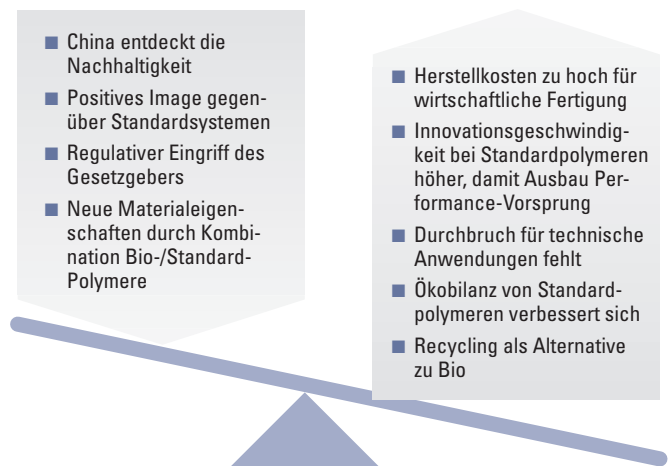 ■ China entdeckt die
Nachhaltigkeit
■ Positives Image gegen-
über Standardsystemen
■ Regulativer Eingriff des
Gesetzgebers
■ Neue Materialeigen-
schaften durch Kombi-
nation Bio-/Standard-
Polymere
■ Herstellkosten zu hoch für
wirtschaftliche Fertigung
■ Innovationsgeschwindig-
keit bei Standardpolymeren
höher, damit Ausbau Per-
formance-Vorsprung
■ Durchbruch für technische
Anwendungen fehlt
■ Ökobilanz von Standard-
polymeren verbessert sich
■ Recycling als Alternative
zu Bio